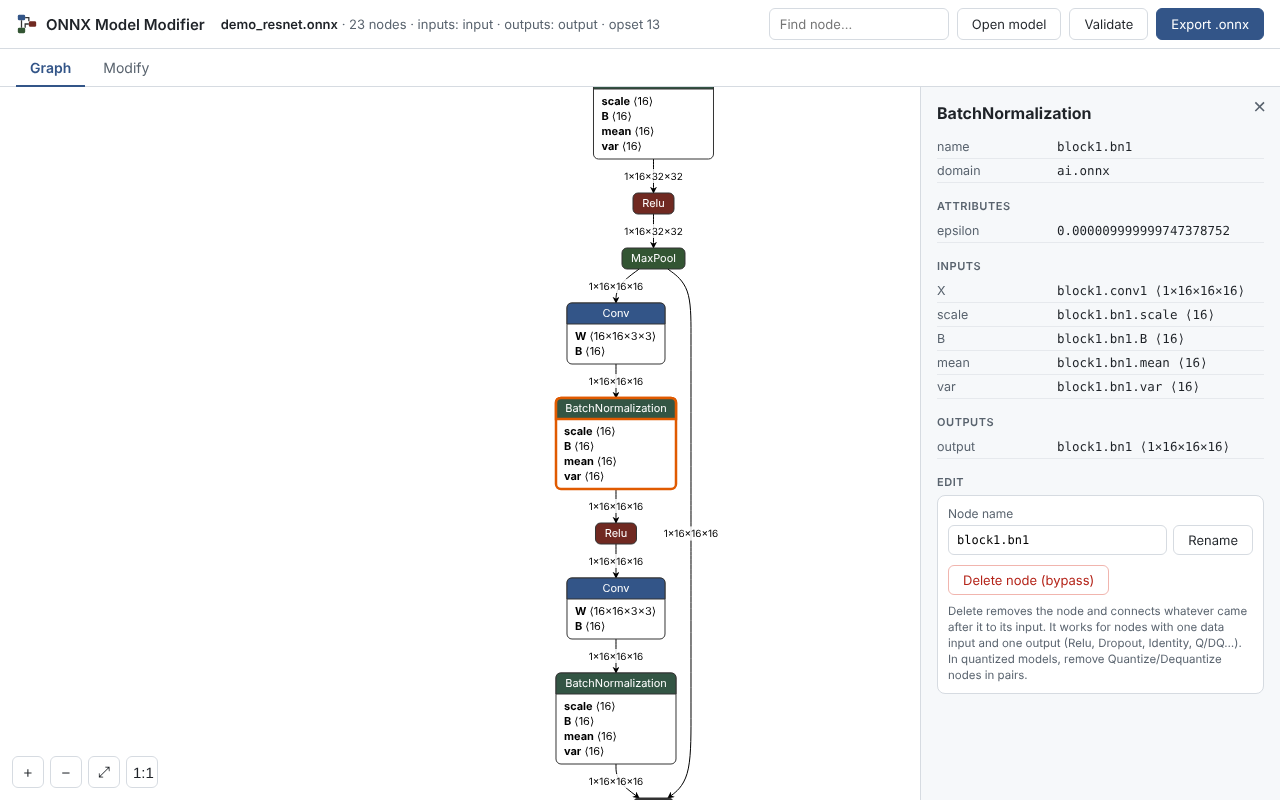 ONNX Model Modifier
demo_resnet.onnx · 23 nodes · inputs: input · outputs: output · opset 13
Find node...
Open model
Validate
Export .onnx
Graph
Modify
scale ⟨16⟩
B ⟨16⟩
mean ⟨16⟩
var ⟨16⟩
1×16×32×32
Relu
1×16×32×32
MaxPool
1×16×16×16
Conv
W ⟨16×16×3×3⟩
B ⟨16⟩
1×16×16×16
BatchNormalization
scale ⟨16⟩
B ⟨16⟩
mean ⟨16⟩
var ⟨16⟩
1×16×16×16
Relu
1×16×16×16
1×16×16×16
Conv
W ⟨16×16×3×3⟩
B ⟨16⟩
1×16×16×16
BatchNormalization
scale ⟨16⟩
B ⟨16⟩
mean ⟨16⟩
var ⟨16⟩
1×16×16×16
+
−
⤢
1:1
BatchNormalization
✕
name block1.bn1
domain ai.onnx
ATTRIBUTES
epsilon 0.000009999999747378752
INPUTS
X block1.conv1 ⟨1×16×16×16⟩
scale block1.bn1.scale ⟨16⟩
B block1.bn1.B ⟨16⟩
mean block1.bn1.mean ⟨16⟩
var block1.bn1.var ⟨16⟩
OUTPUTS
output block1.bn1 ⟨1×16×16×16⟩
EDIT
Node name
block1.bn1
Rename
Delete node (bypass)
Delete removes the node and connects whatever came
after it to its input. It works for nodes with one data
input and one output (Relu, Dropout, Identity, Q/DQ…).
In quantized models, remove Quantize/Dequantize
nodes in pairs.